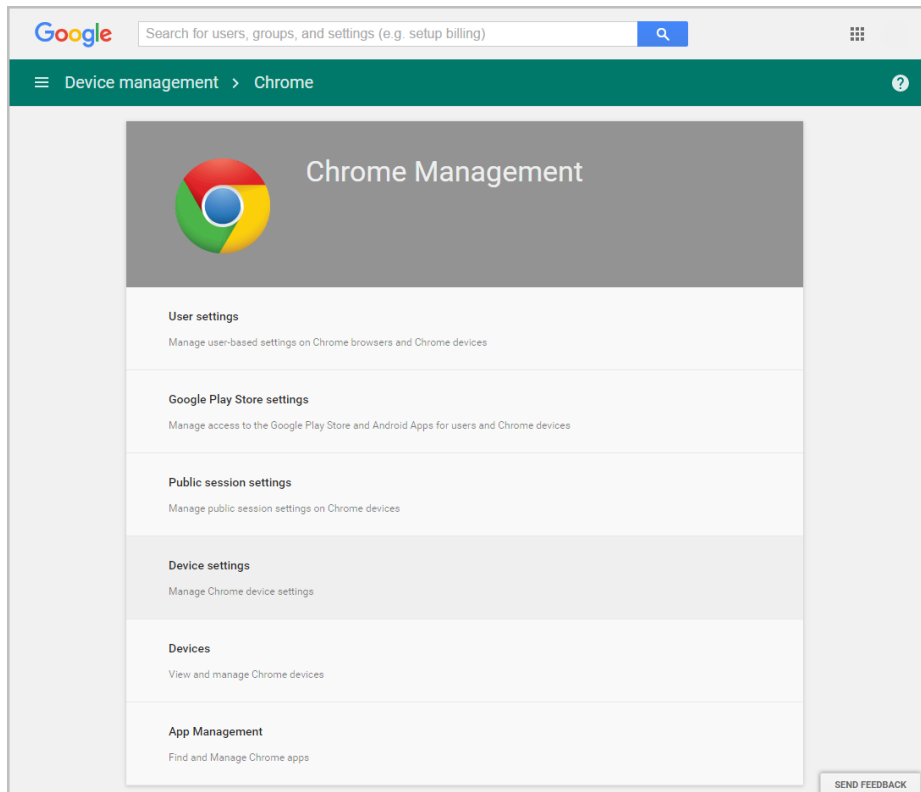 Google
Search for users, groups, and settings (e.g. setup billing)
Device management > Chrome
Chrome Management
User settings
Manage user-based settings on Chrome browsers and Chrome devices
Google Play Store settings
Manage access to the Google Play Store and Android Apps for users and Chrome devices
Public session settings
Manage public session settings on Chrome devices
Device settings
Manage Chrome device settings
Devices
View and manage Chrome devices
App Management
Find and Manage Chrome apps
SEND FEEDBACK